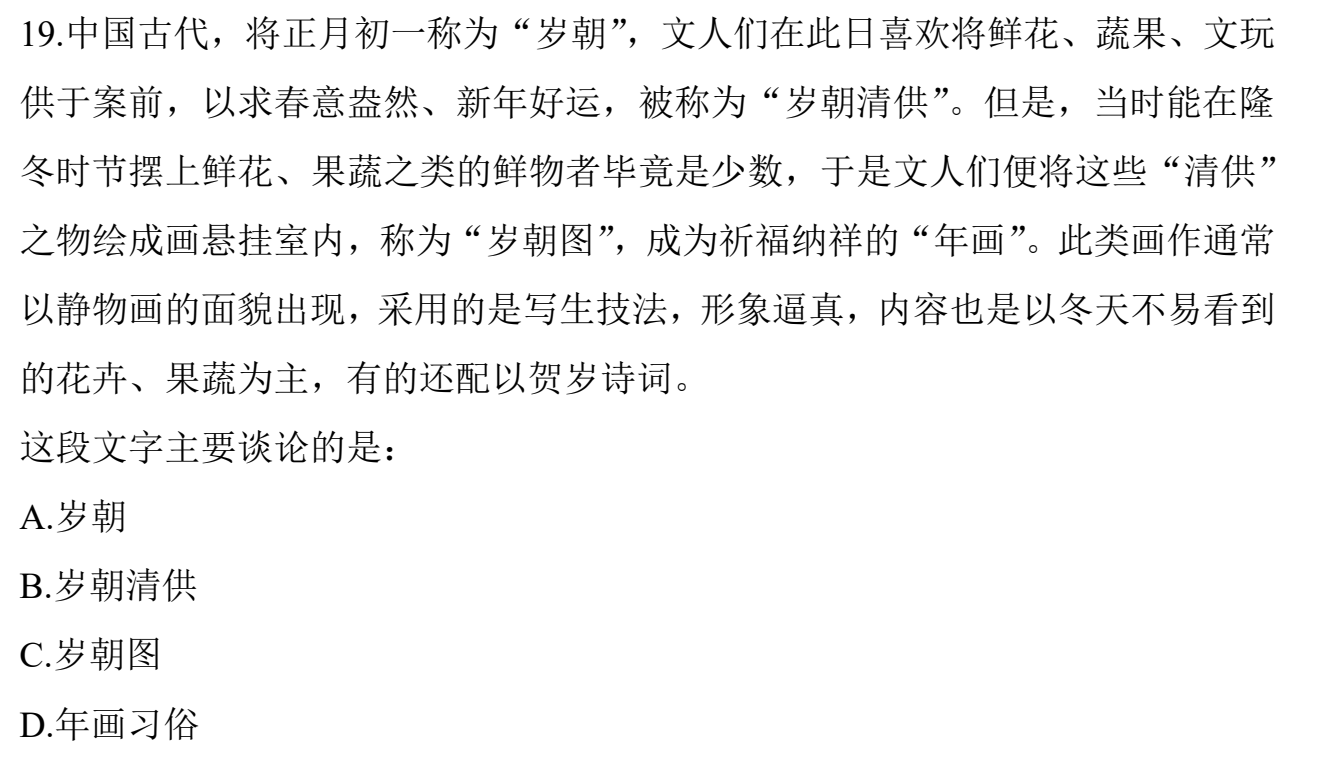 19.中国古代，将正月初一称为“岁朝”，文人们在此日喜欢将鲜花、蔬果、文玩
供于案前，以求春意盎然、新年好运，被称为“岁朝清供”。但是，当时能在隆
冬时节摆上鲜花、果蔬之类的鲜物者毕竟是少数，于是文人们便将这些“清供”
之物绘成画悬挂室内，称为“岁朝图”，成为祈福纳祥的“年画”。此类画作通常
以静物画的面貌出现，采用的是写生技法，形象逼真，内容也是以冬天不易看到
的花卉、果蔬为主，有的还配以贺岁诗词。
这段文字主要谈论的是：
A.岁朝
B.岁朝清供
C.岁朝图
D.年画习俗